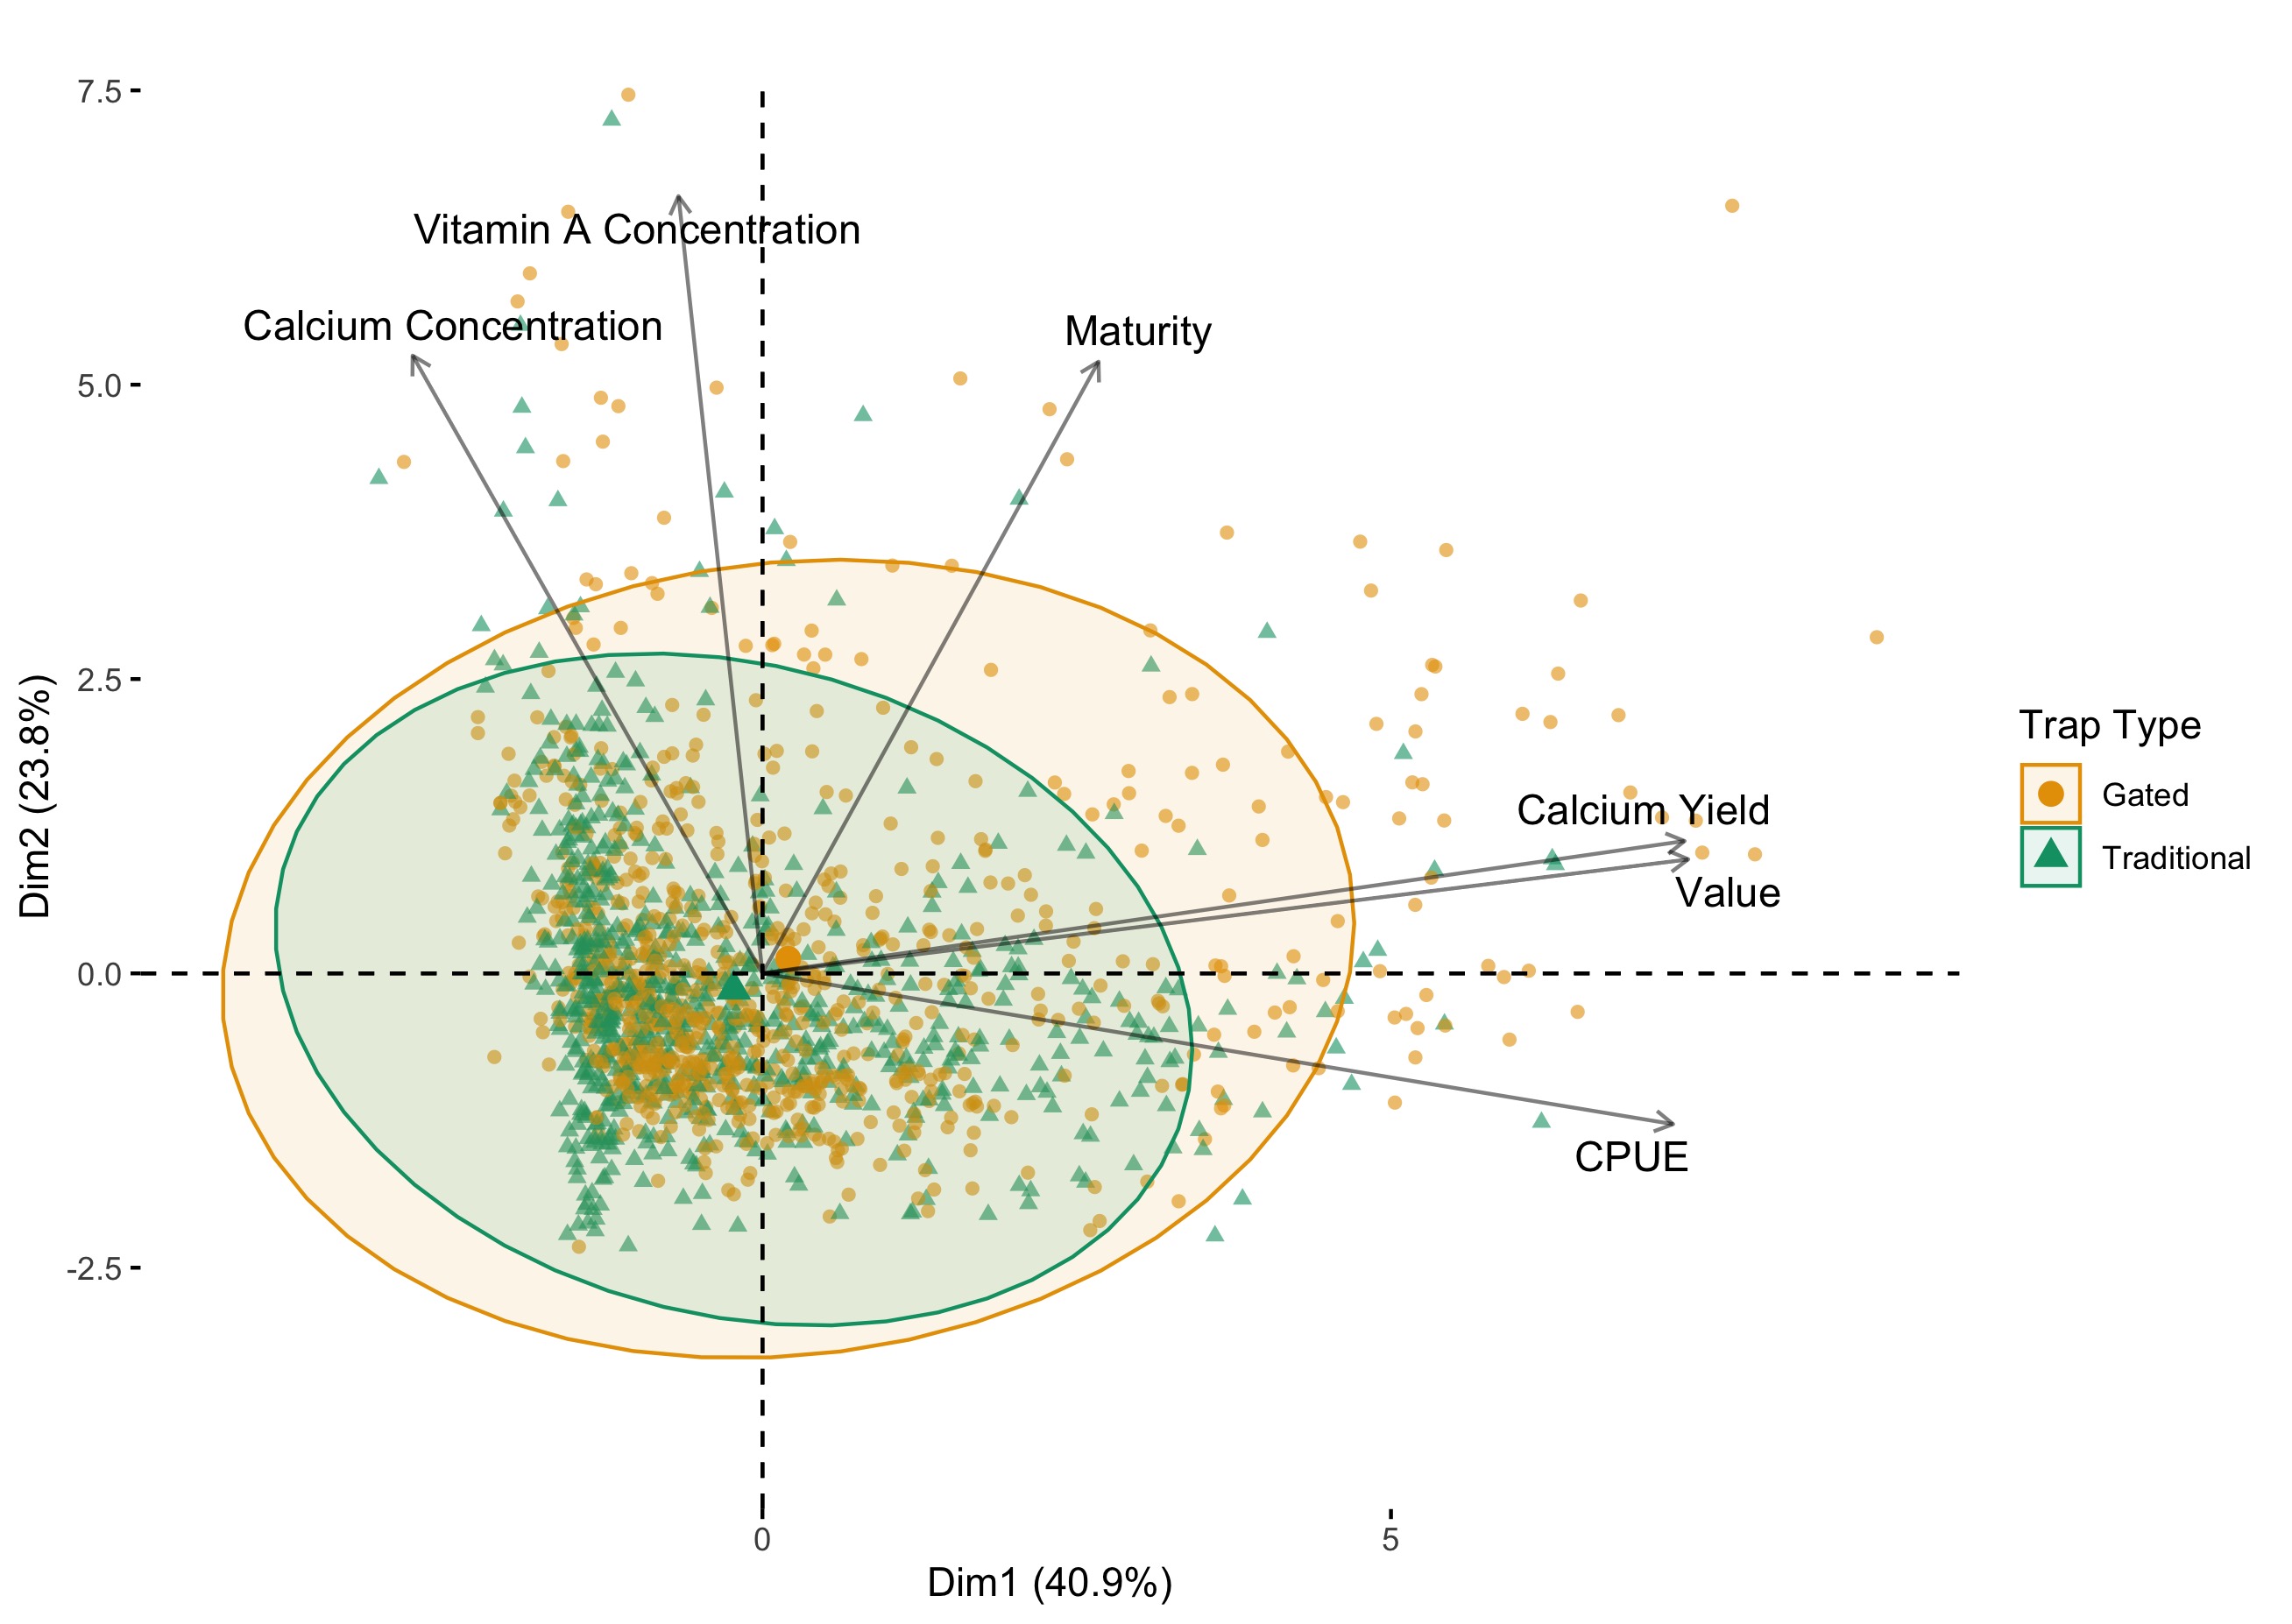 7.5
Vitamin A Concentration
Calcium Concentration
Maturity
5.0
2.5
Trap Type
Gated
Traditional
Calcium Yield
Value
0.0
CPUE
-2.5
Dim2 (23.8%)
0
5
Dim1 (40.9%)